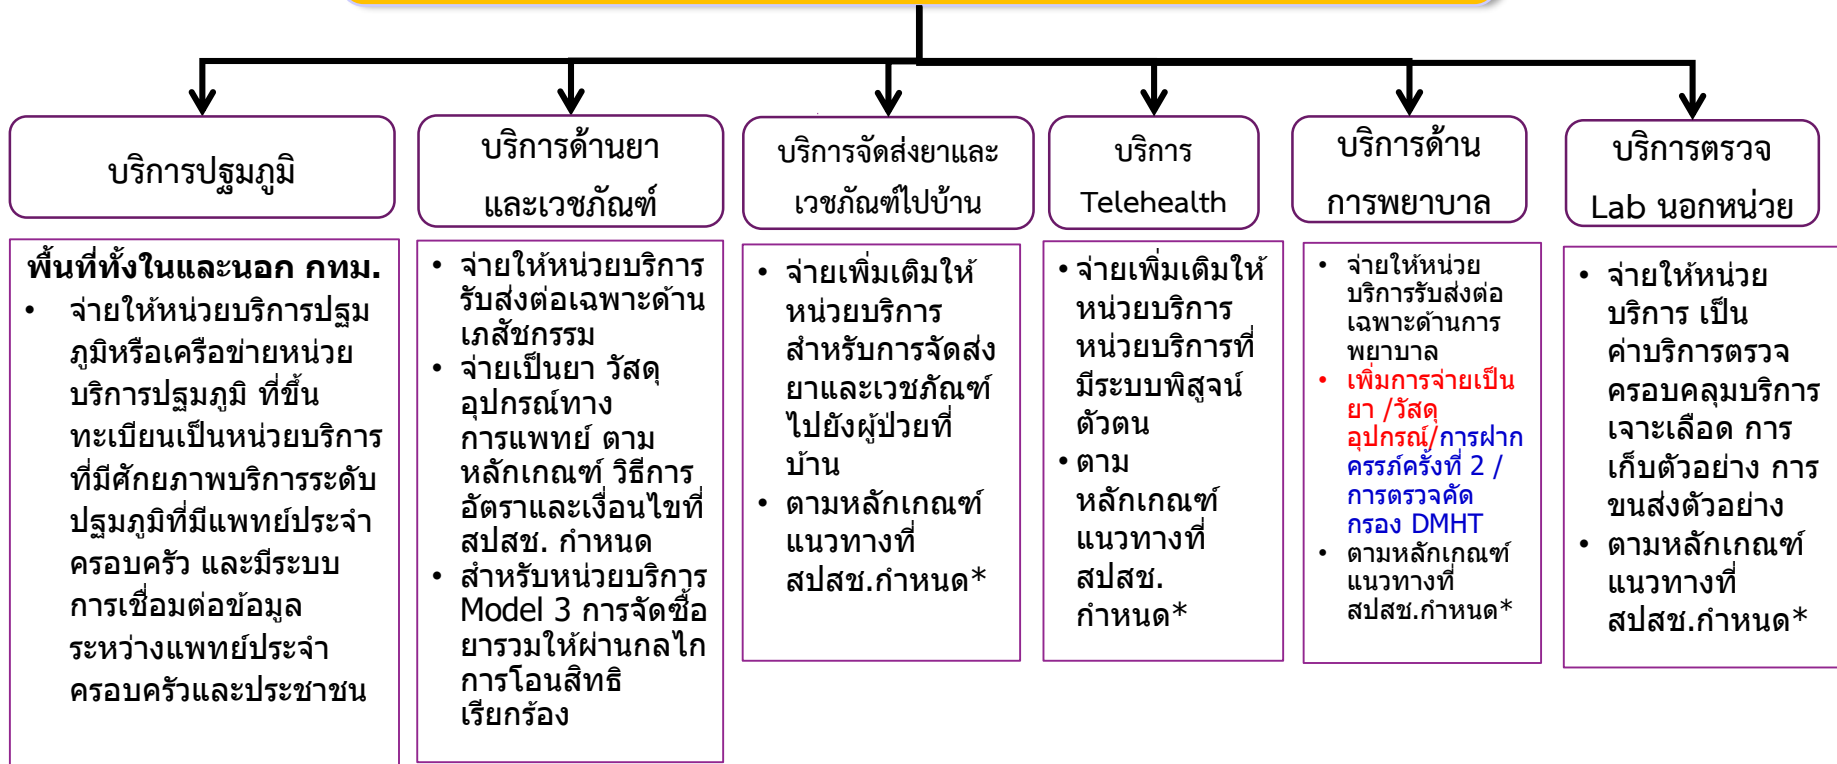 บริการปฐมภูมิ
พื้นที่ทั้งในและนอก กทม.
• จ่ายให้หน่วยบริการปฐม
ภูมิหรือเครือข่ายหน่วย
บริการปฐมภูมิ ที่ขึ้น
ทะเบียนเป็นหน่วยบริการ
ที่มีศักยภาพบริการระดับ
ปฐมภูมิที่มีแพทย์ประจำ
ครอบครัว และมีระบบ
การเชื่อมต่อข้อมูล
ระหว่างแพทย์ประจำ
ครอบครัวและประชาชน
บริการด้านยา
และเวชภัณฑ์
• จ่ายให้หน่วยบริการ
รับส่งต่อเฉพาะด้าน
เภสัชกรรม
• จ่ายเป็นยา วัสดุ
อุปกรณ์ทาง
การแพทย์ ตาม
หลักเกณฑ์ วิธีการ
อัตราและเงื่อนไขที่
สปสช. กำหนด
• สำหรับหน่วยบริการ
Model 3 การจัดซื้อ
ยารวมให้ผ่านกลไก
การโอนสิทธิ
เรียกร้อง
บริการจัดส่งยาและ
เวชภัณฑ์ไปบ้าน
• จ่ายเพิ่มเติมให้
หน่วยบริการ
สำหรับการจัดส่ง
ยาและเวชภัณฑ์
ไปยังผู้ป่วยที่
บ้าน
• ตามหลักเกณฑ์
แนวทางที่
สปสช.กำหนด*
บริการ
Telehealth
• จ่ายเพิ่มเติมให้
หน่วยบริการ
หน่วยบริการที่
มีระบบพิสูจน์
ตัวตน
• ตาม
หลักเกณฑ์
แนวทางที่
สปสช.
กำหนด*
บริการด้าน
การพยาบาล
• จ่ายให้หน่วย
บริการรับส่งต่อ
เฉพาะด้านการ
พยาบาล
• เพิ่มการจ่ายเป็น
ยา /วัสดุ
อุปกรณ์/การฝาก
ครรภ์ครั้งที่ 2 /
การตรวจคัด
กรอง DMHT
• ตามหลักเกณฑ์
แนวทางที่
สปสช.กำหนด*
บริการตรวจ
Lab นอกหน่วย
• จ่ายให้หน่วย
บริการ เป็น
ค่าบริการตรวจ
ครอบคลุมบริการ
เจาะเลือด การ
เก็บตัวอย่าง การ
ขนส่งตัวอย่าง
• ตามหลักเกณฑ์
แนวทางที่
สปสช.กำหนด*